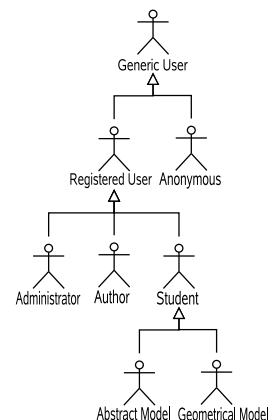 Generic User
Registered User Anonymous
Administrator Author Student
Abstract Model Geometrical Model